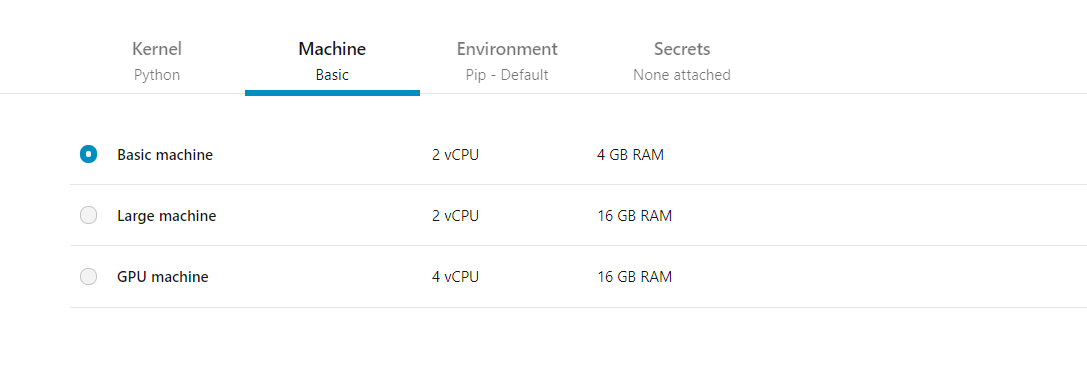 Kernel Machine Environment Secrets
Python Basic Pip - Default None attached
Basic machine 2 vCPU 4 GB RAM
Large machine 2 vCPU 16 GB RAM
GPU machine 4 vCPU 16 GB RAM